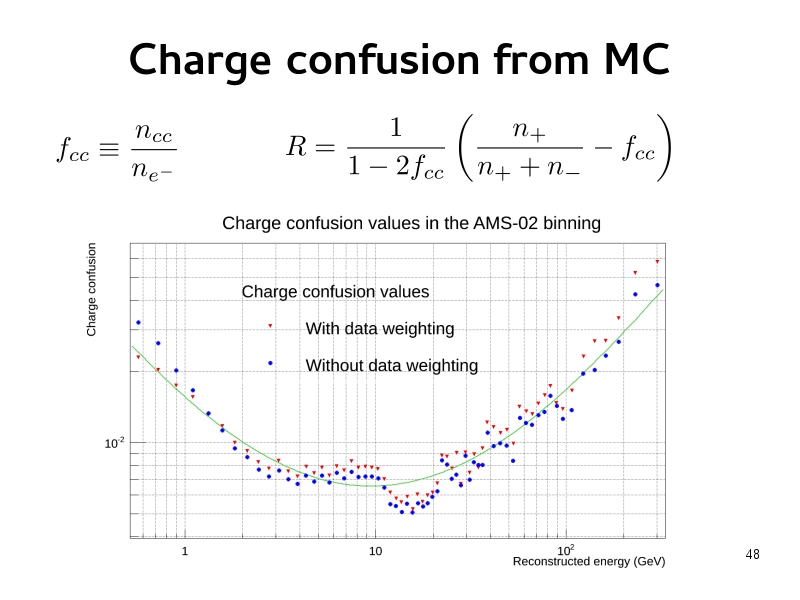 Charge confusion from MC
f_{cc} ≡ \frac{n_{cc}}{n_{e^-}}
R = \frac{1}{1 - 2f_{cc}} \left( \frac{n_+}{n_+ + n_-} - f_{cc} \right)
Charge confusion values in the AMS-02 binning
Charge confusion
Charge confusion values
With data weighting
Without data weighting
10^{-2}
1 10 10^2
Reconstructed energy (GeV)
48